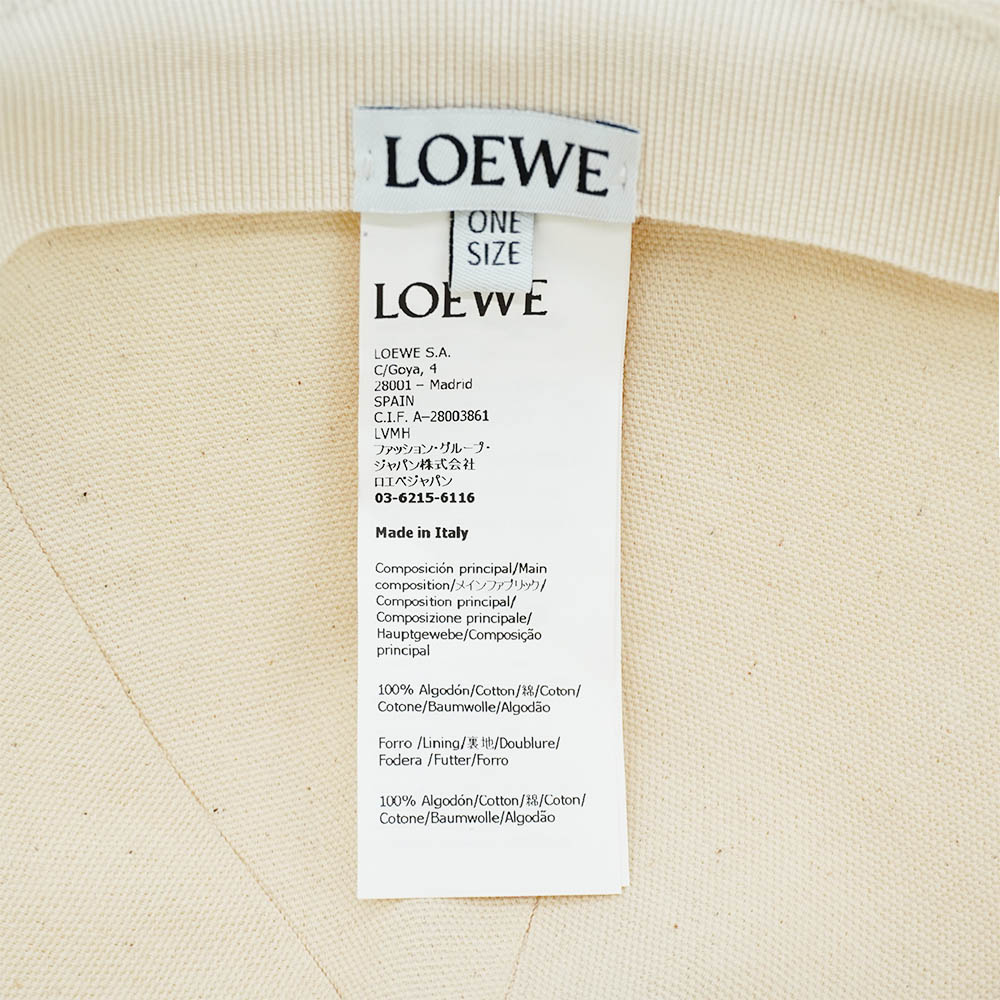 LOEWE
ONE
SIZE
LOEWE
LOEWE S.A.
C/Goya, 4
28001 – Madrid
SPAIN
C.I.F. A-28003861
LVMH
ファッション・グループ・
ジャパン株式会社
ロエベジャパン
03-6215-6116
Made in Italy
Composición principal/Main
composition/メインファブリック/
Composition principal/
Composizione principale/
Hauptgewebe/Composição
principal
100% Algodón/Cotton/綿/Coton/
Cotone/Baumwolle/Algodão
Forro /Lining/裏地/Doublure/
Fodera /Futter/Forro
100% Algodón/Cotton/綿/Coton/
Cotone/Baumwolle/Algodão